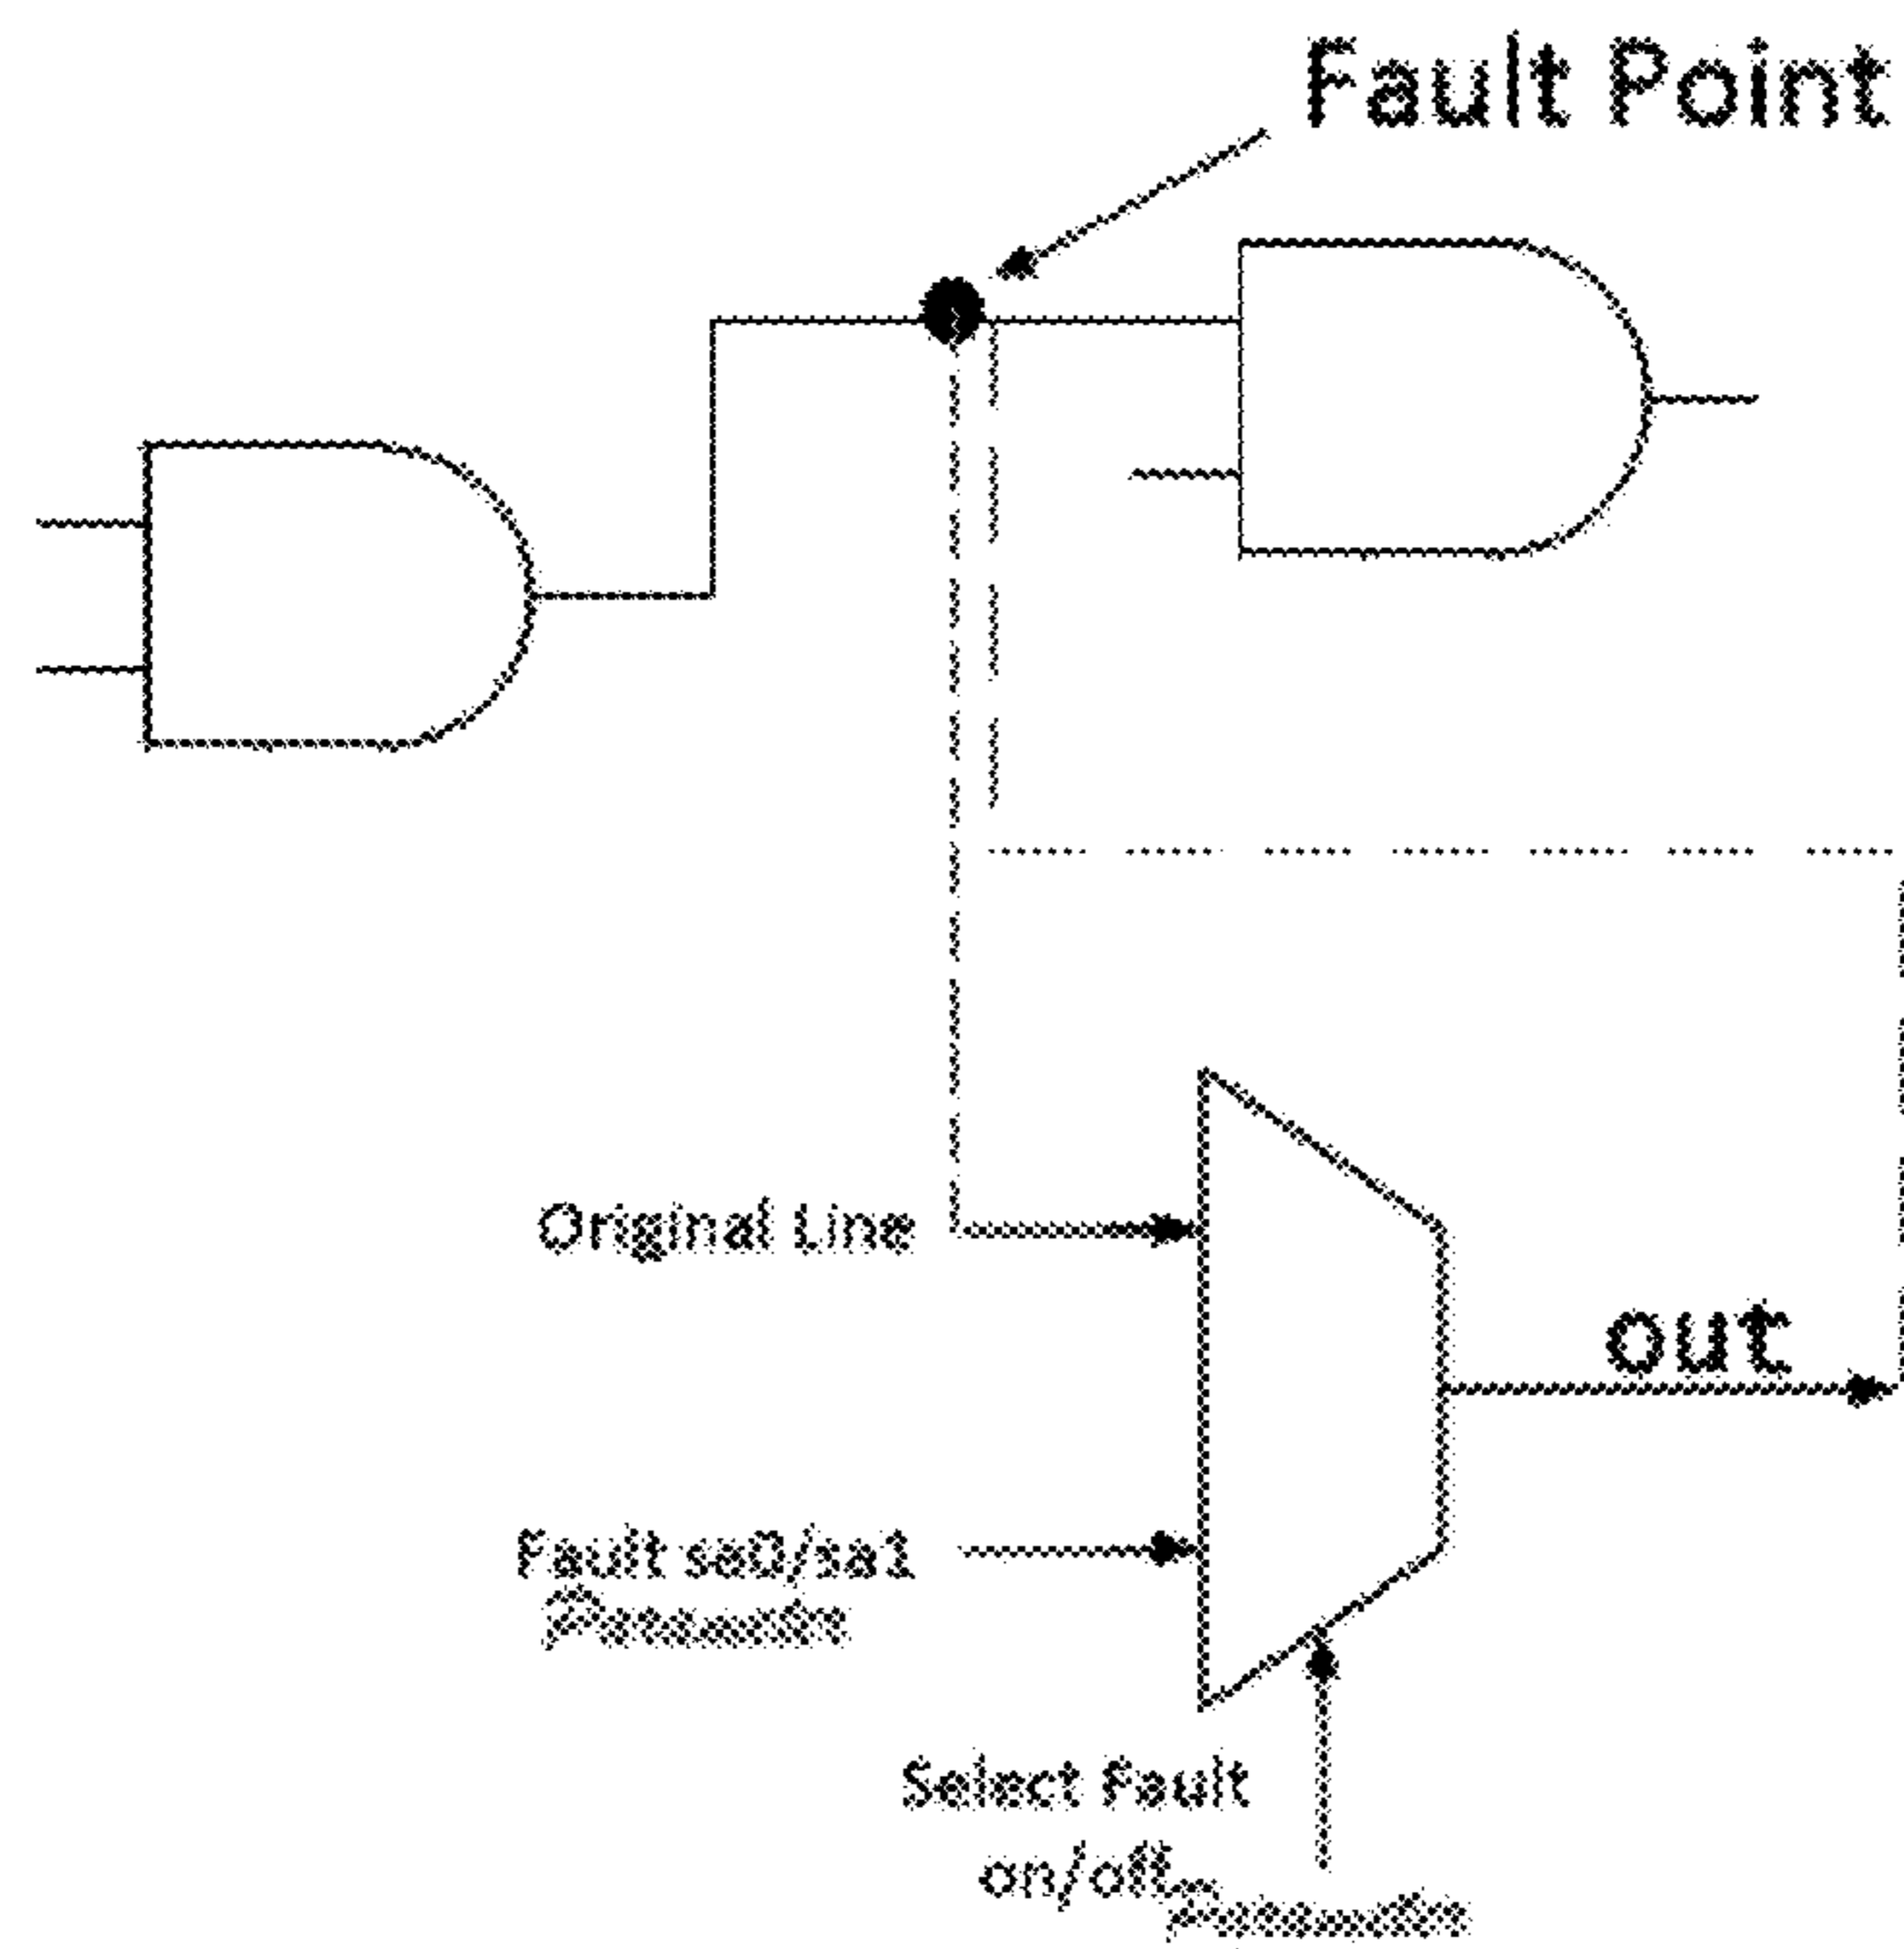 Fault Point
Original Line
out
Fault sa0/sa1
Select Fault
on/off